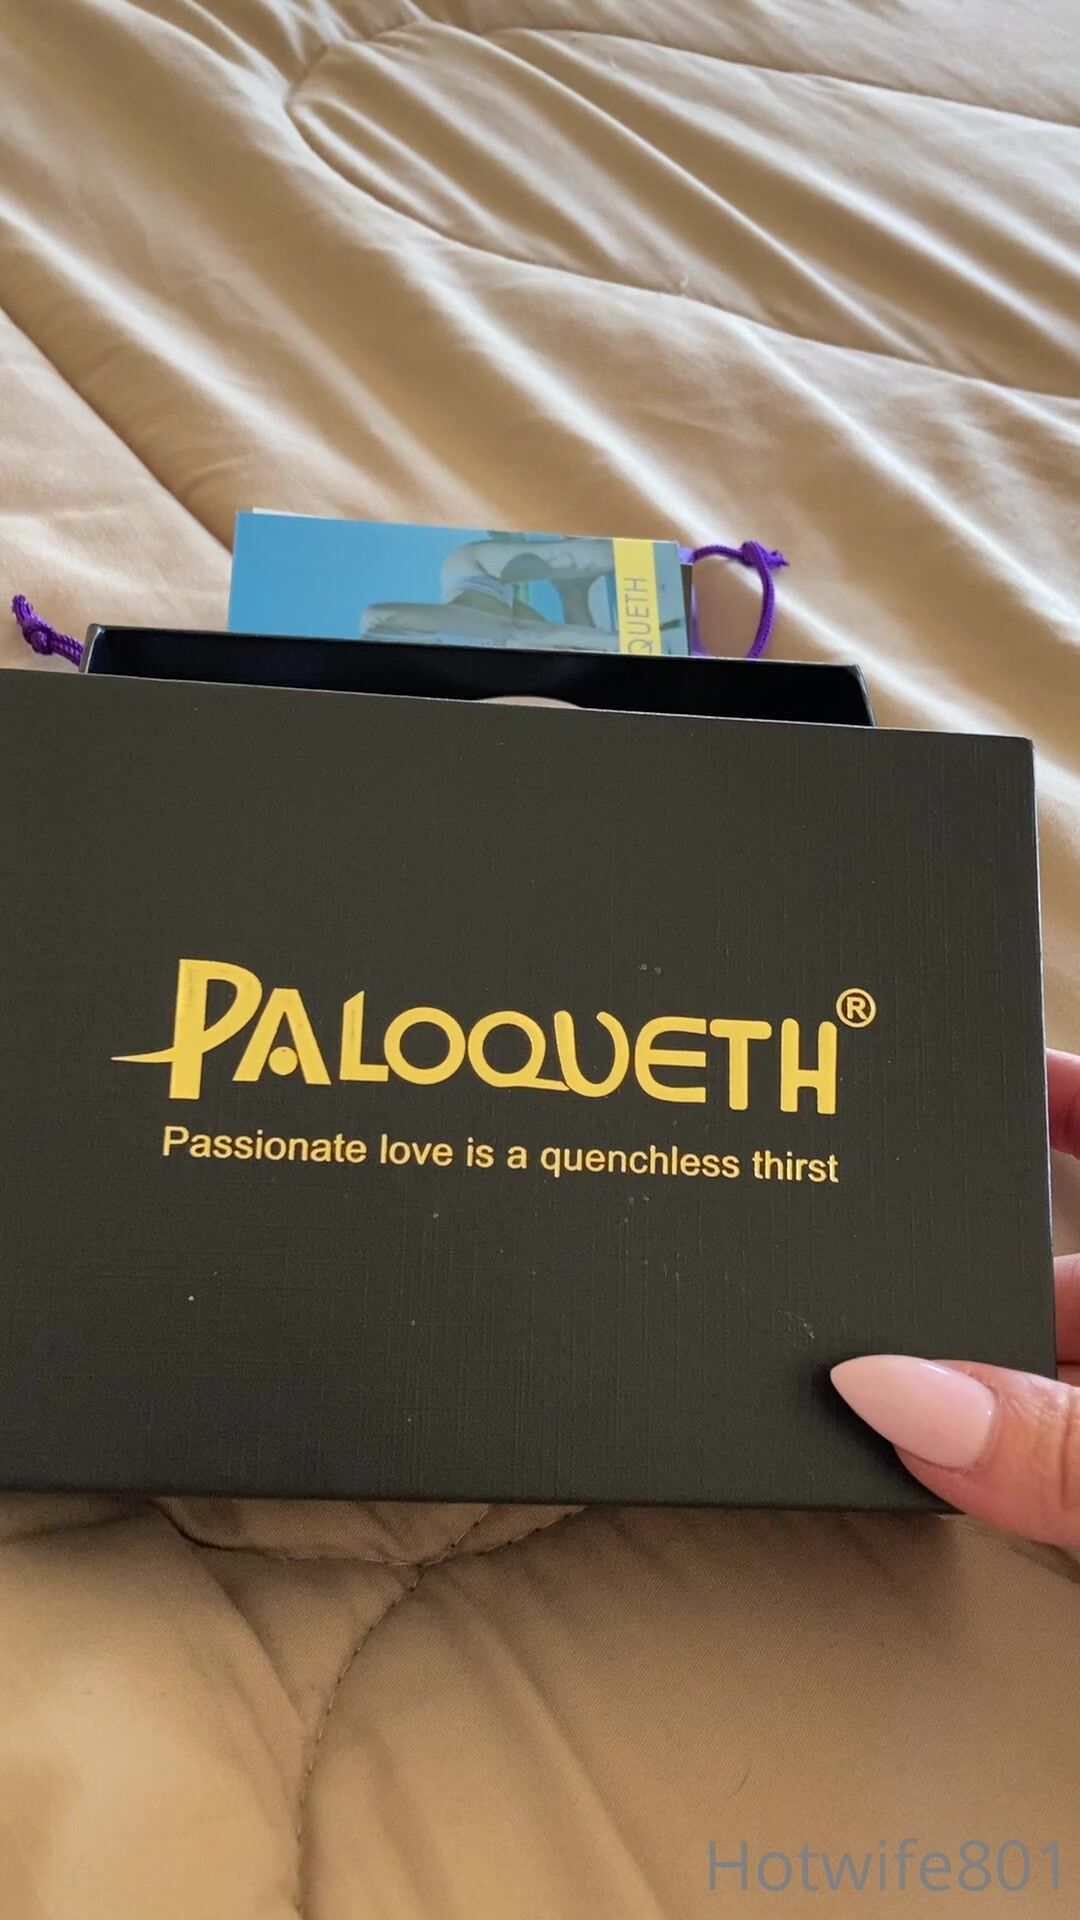 QUETH
PALOQUETH®
Passionate love is a quenchless thirst
Hotwife801